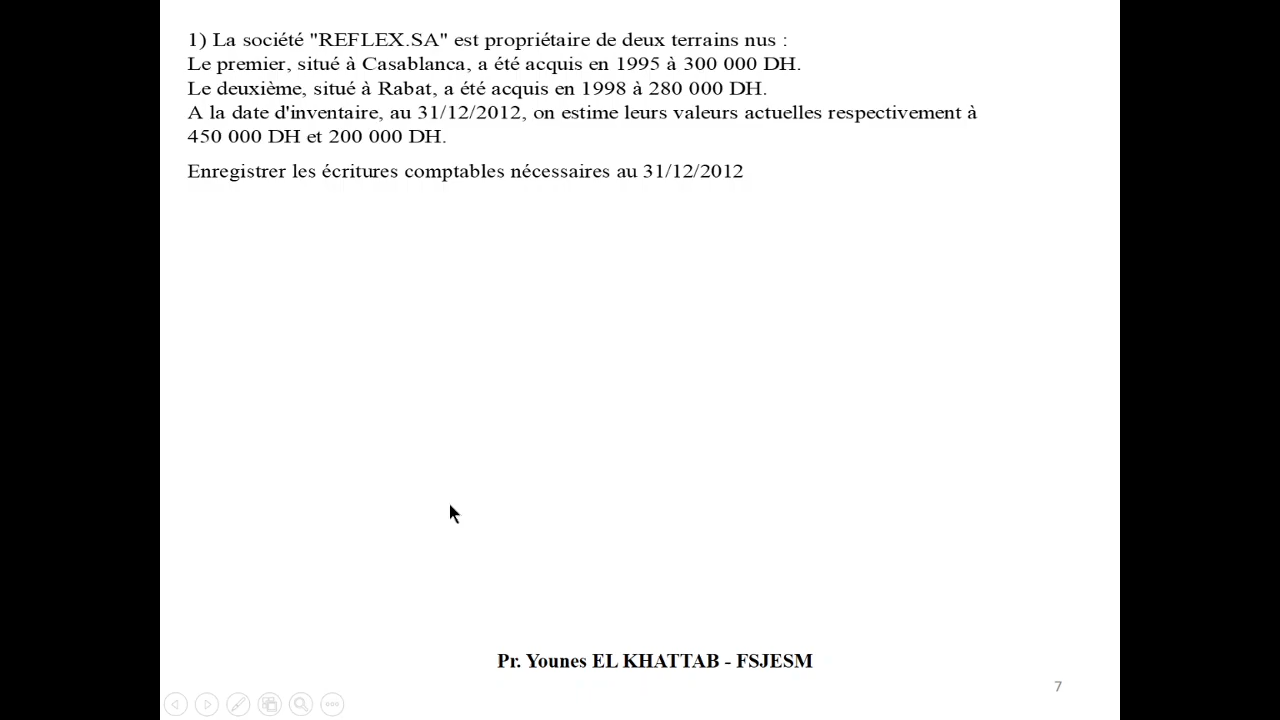 1) La société "REFLEX.SA" est propriétaire de deux terrains nus :
Le premier, situé à Casablanca, a été acquis en 1995 à 300 000 DH.
Le deuxième, situé à Rabat, a été acquis en 1998 à 280 000 DH.
A la date d'inventaire, au 31/12/2012, on estime leurs valeurs actuelles respectivement à
450 000 DH et 200 000 DH.
Enregistrer les écritures comptables nécessaires au 31/12/2012
Pr. Younes EL KHATTAB - FSJESM
7